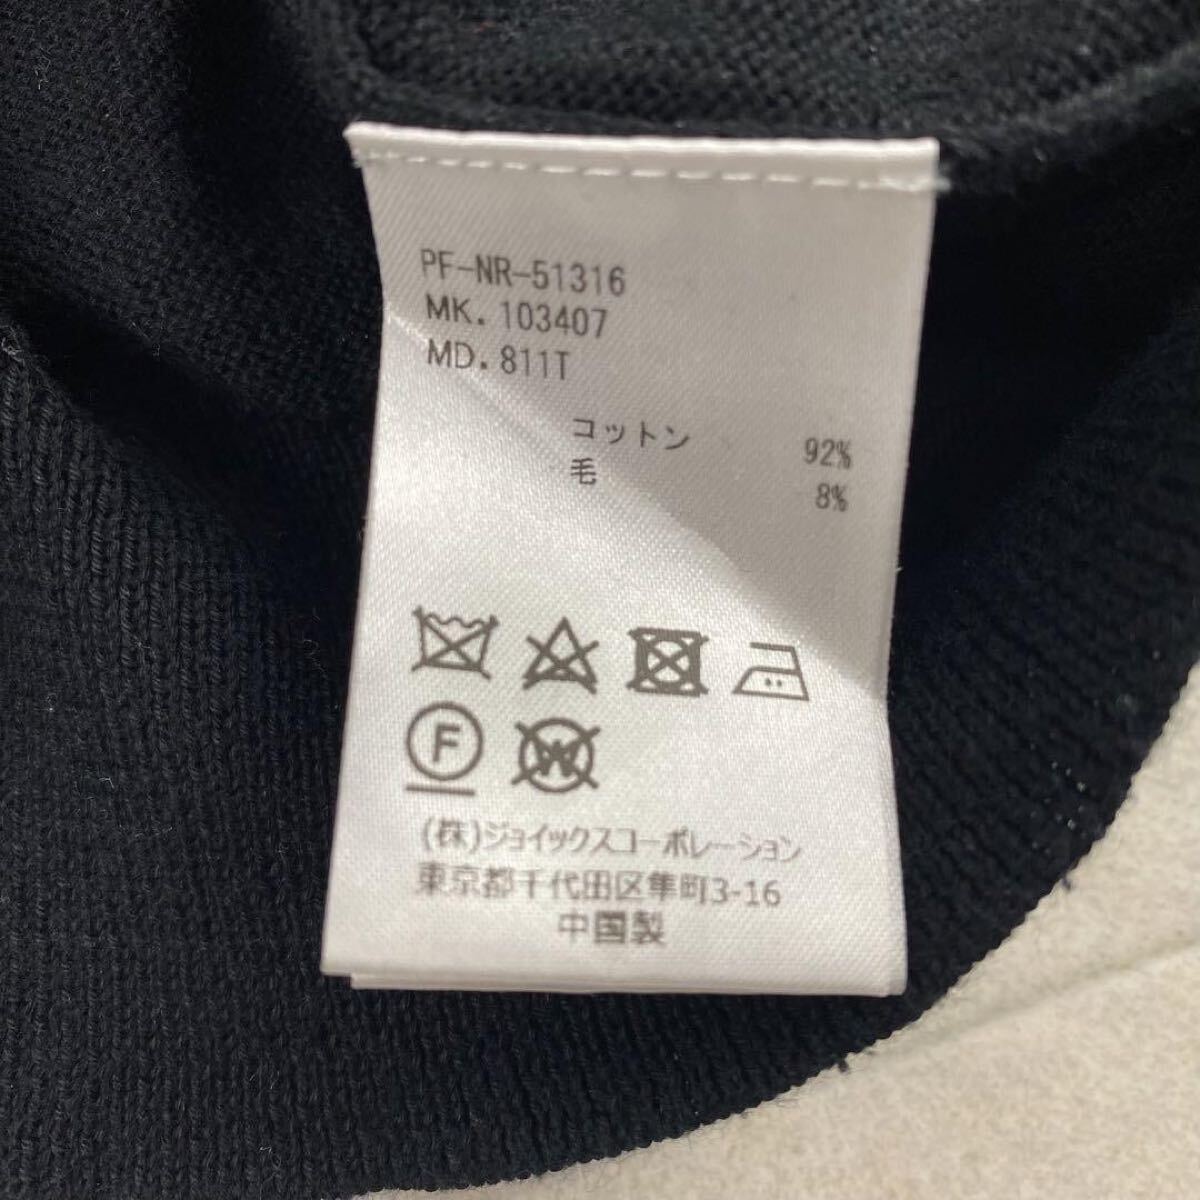 PF-NR-51316
MK. 103407
MD. 811T
コットン 92%
毛 8%
F
W
(株)ジョイックスコーポレーション
東京都千代田区隼町3-16
中国製